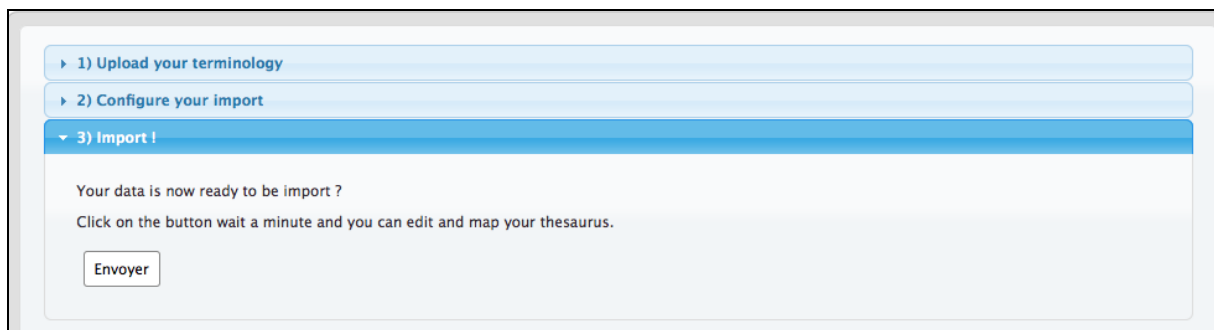 1) Upload your terminology
2) Configure your import
3) Import !
Your data is now ready to be import ?
Click on the button wait a minute and you can edit and map your thesaurus.
Envoyer